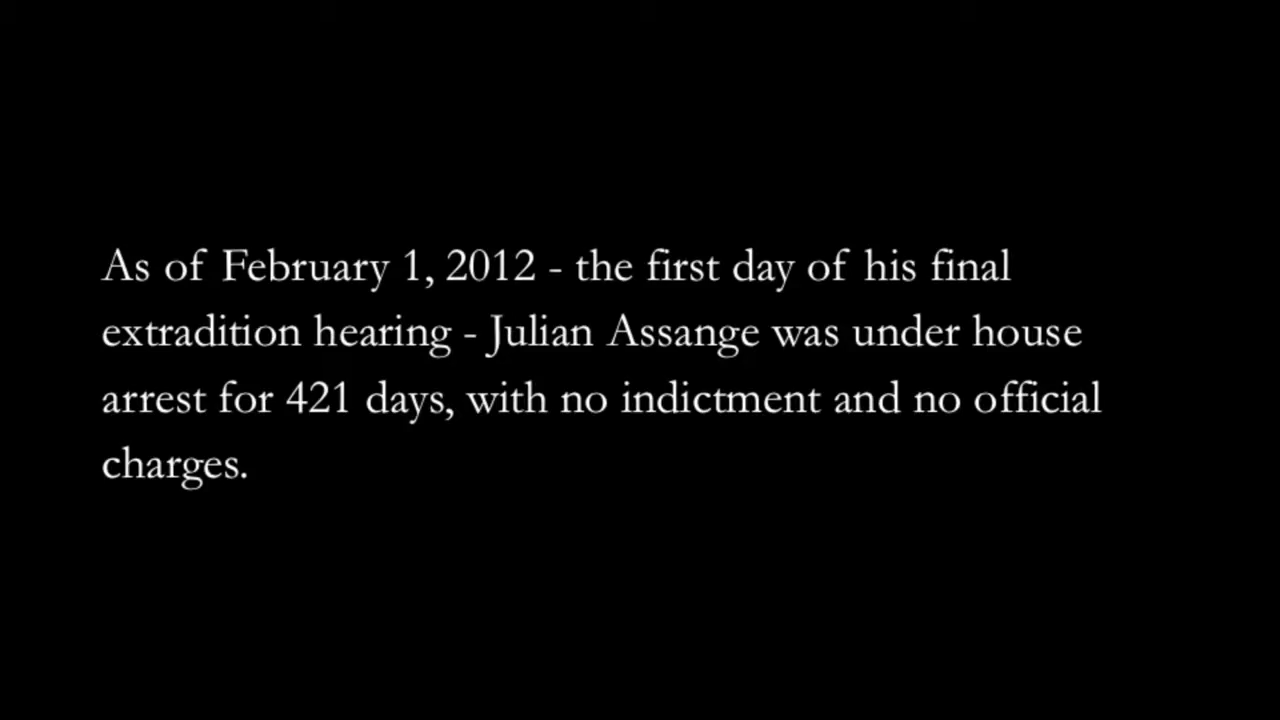 As of February 1, 2012 - the first day of his final
extradition hearing - Julian Assange was under house
arrest for 421 days, with no indictment and no official
charges.